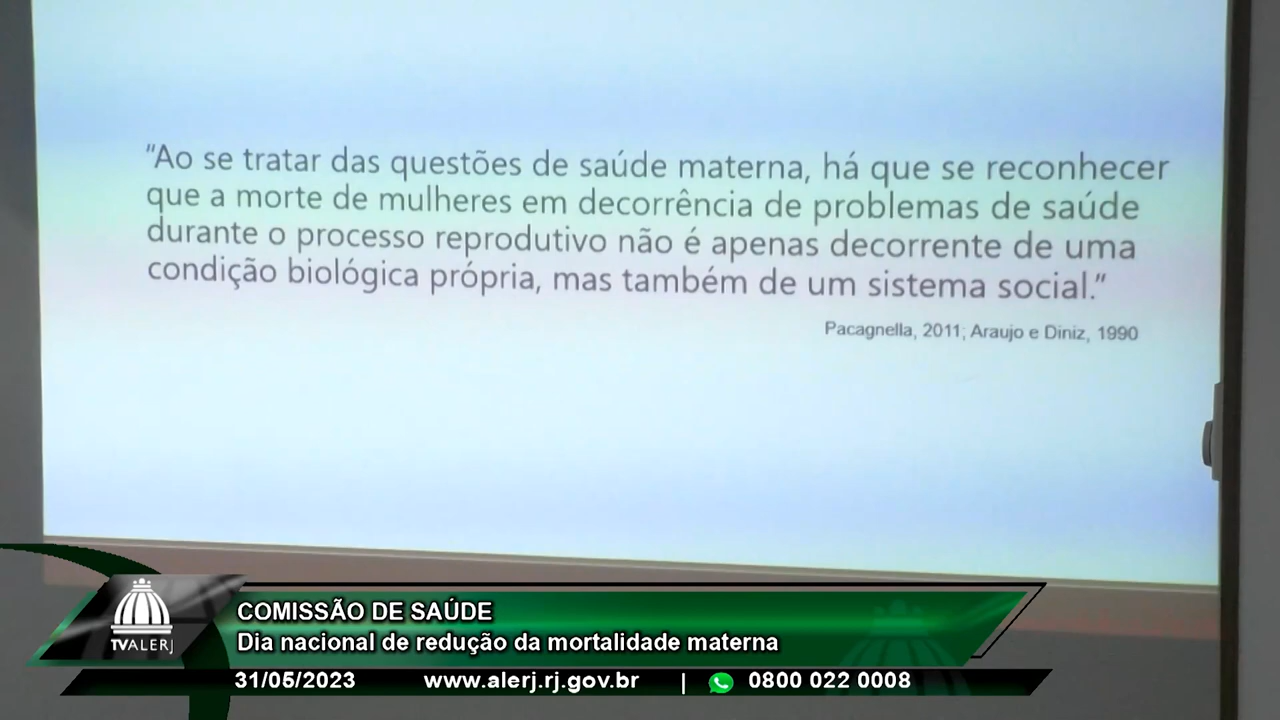 “Ao se tratar das questões de saúde materna, há que se reconhecer
que a morte de mulheres em decorrência de problemas de saúde
durante o processo reprodutivo não é apenas decorrente de uma
condição biológica própria, mas também de um sistema social.”
Pacagnella, 2011; Araujo e Diniz, 1990
TVALERJ
COMISSÃO DE SAÚDE
Dia nacional de redução da mortalidade materna
31/05/2023 www.alerj.rj.gov.br | 0800 022 0008